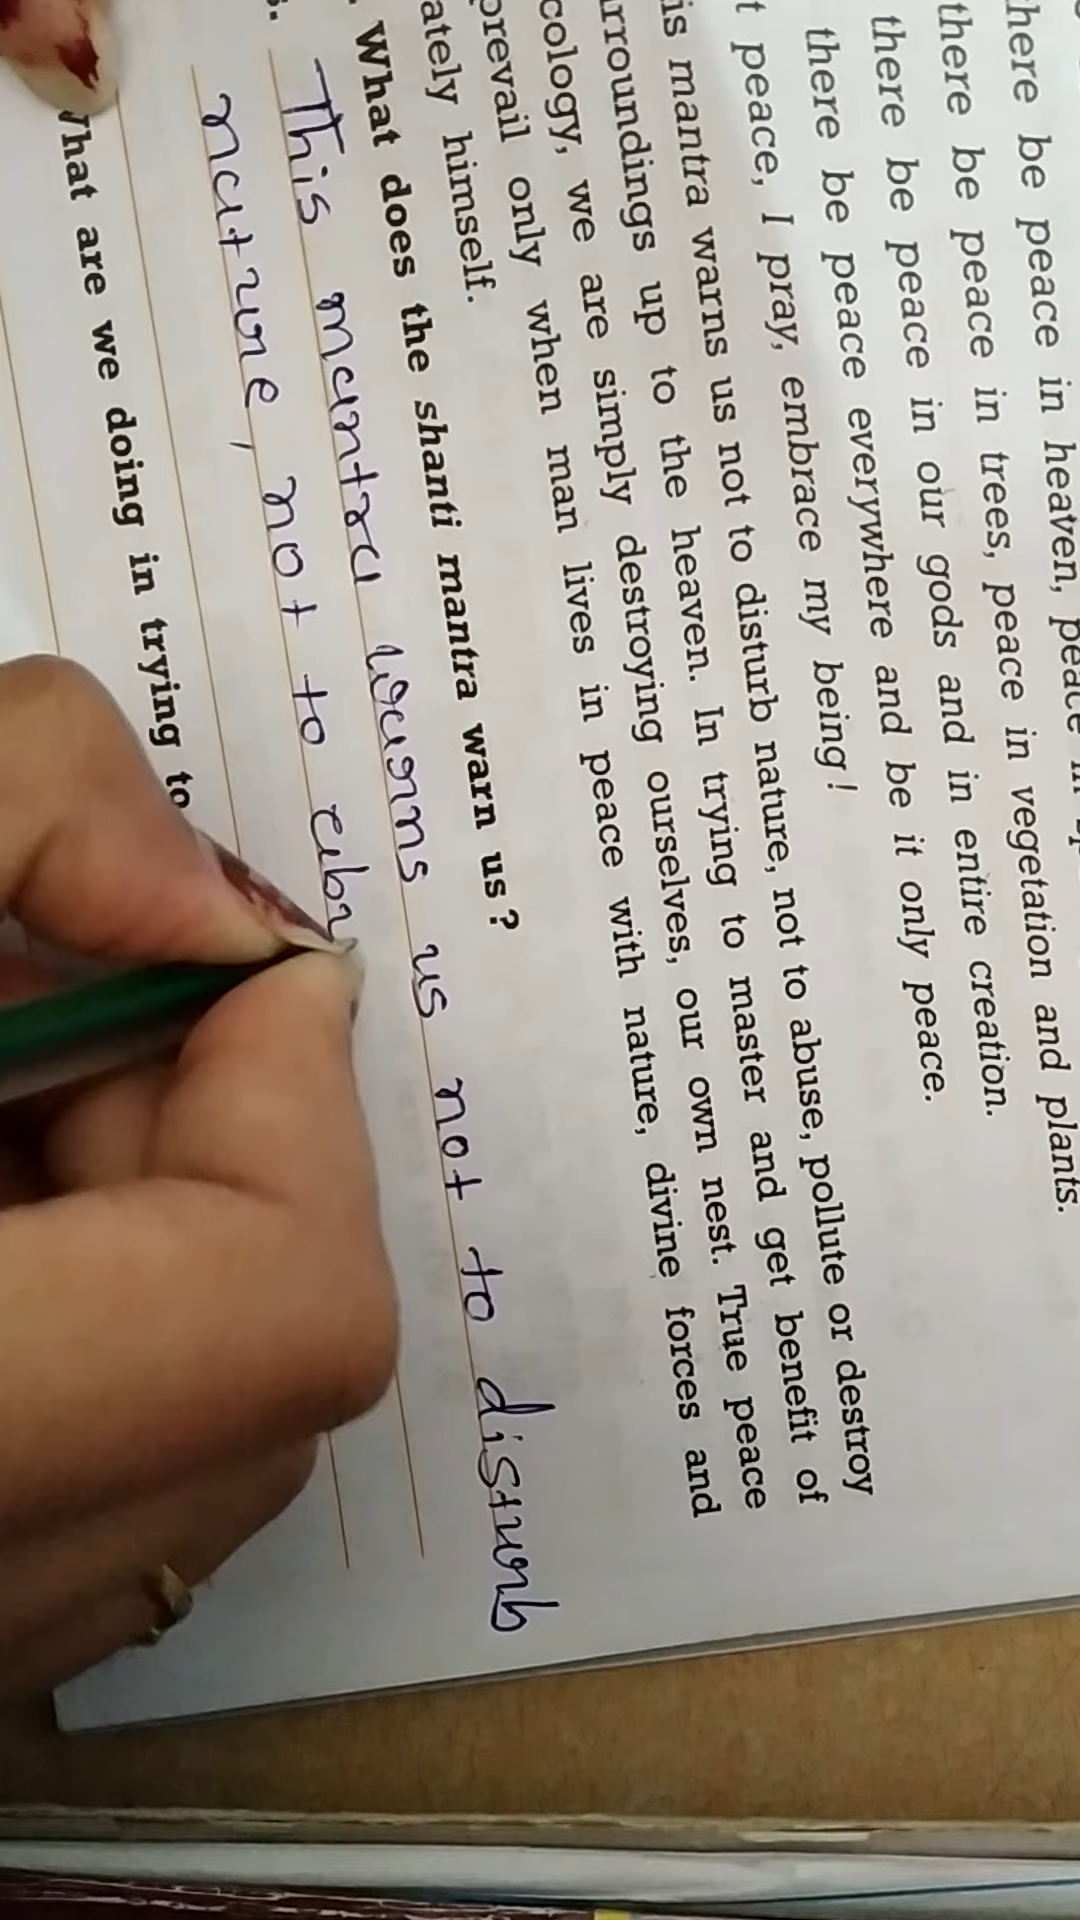 here be peace in heaven, peace in
there be peace in trees, peace in vegetation and plants.
there be peace in our gods and in entire creation.
there be peace everywhere and be it only peace.
t peace, I pray, embrace my being!
is mantra warns us not to disturb nature, not to abuse, pollute or destroy
rroundings up to the heaven. In trying to master and get benefit of
cology, we are simply destroying ourselves, our own nest. True peace
prevail only when man lives in peace with nature, divine forces and
ately himself.
. What does the shanti mantra warn us?
s. This mantra warns us not to disturb
nature, not to abu
What are we doing in trying to